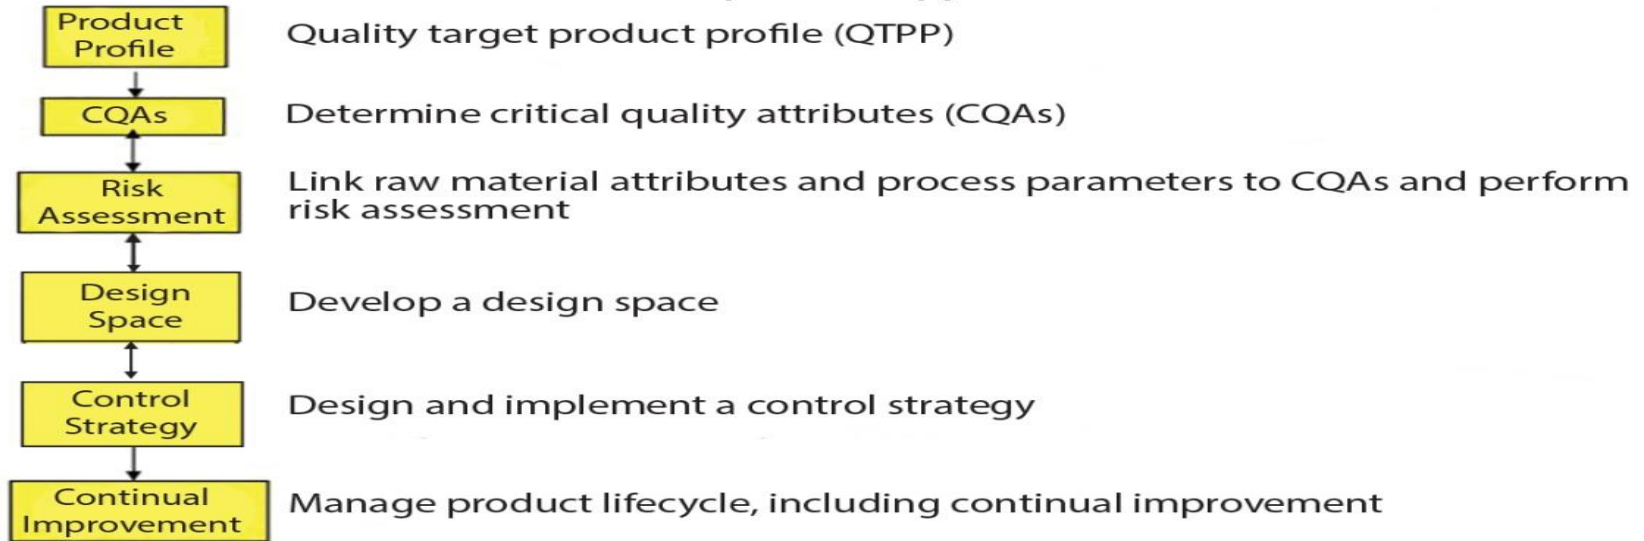 Product
Profile
Quality target product profile (QTPP)
CQAs
Determine critical quality attributes (CQAs)
Risk
Assessment
Link raw material attributes and process parameters to CQAs and perform
risk assessment
Design
Space
Develop a design space
Control
Strategy
Design and implement a control strategy
Continual
Improvement
Manage product lifecycle, including continual improvement